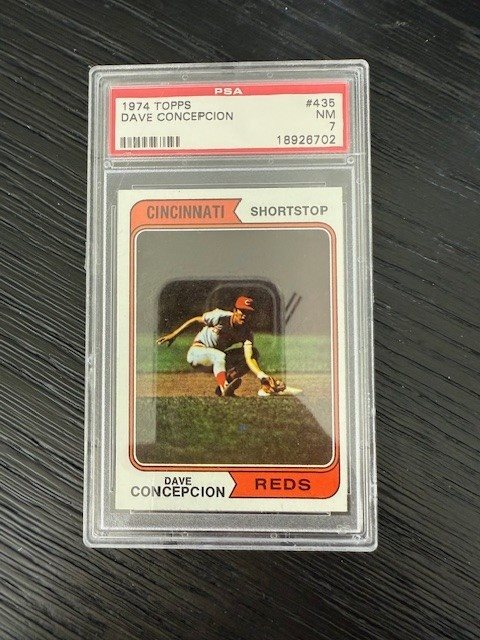 PSA
1974 TOPPS #435
DAVE CONCEPCION NM
7
18926702
CINCINNATI SHORTSTOP
DAVE
CONCEPCION REDS